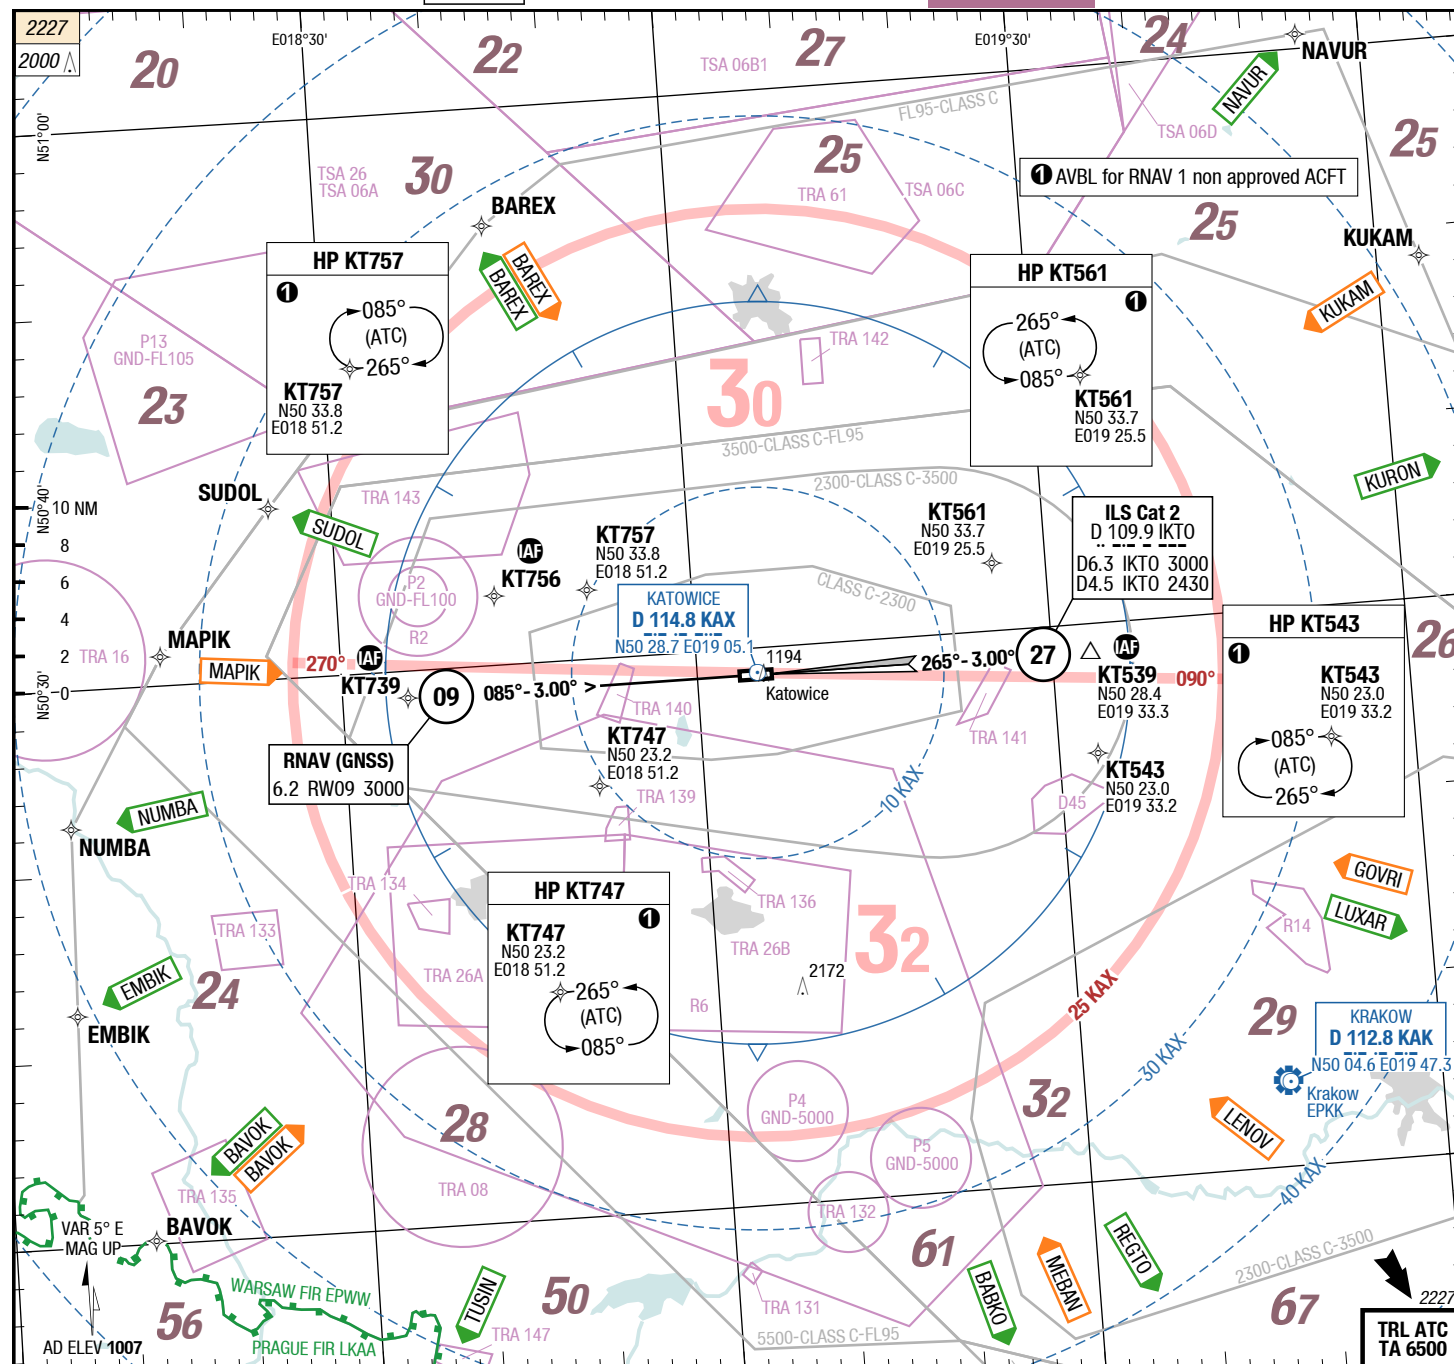 2227
2000
20
E018°30'
22
TSA 06B1
27
E019°30'
24
NAVUR
NAVUR
FL95-CLASS C
TSA 06D
25
N51°00'
TSA 26
TSA 06A
30
25
TRA 61
TSA 06C
1 AVBL for RNAV 1 non approved ACFT
25
BAREX
BAREX
BAREX
KUKAM
KUKAM
HP KT757
1
085°
(ATC)
265°
KT757
N50 33.8
E018 51.2
HP KT561
1
265°
(ATC)
085°
KT561
N50 33.7
E019 25.5
P13
GND-FL105
23
TRA 142
30
3500-CLASS C-FL95
2300-CLASS C-3500
KURON
SUDOL
SUDOL
TRA 143
N50°40'
10 NM
8
6
4
2
0
N50°30'
IAF
KT756
KT757
N50 33.8
E018 51.2
KT561
N50 33.7
E019 25.5
ILS Cat 2
D 109.9 IKTO
D6.3 IKTO 3000
D4.5 IKTO 2430
P2
GND-FL100
R2
CLASS C-2300
KATOWICE
D 114.8 KAX
N50 28.7 E019 05.1
HP KT543
1
KT543
N50 23.0
E019 33.2
085°
(ATC)
265°
26
TRA 16
MAPIK
MAPIK
270°
IAF
KT739
09
085°-3.00° >
1194
Katowice
265°-3.00°
27
IAF
KT539
N50 28.4
E019 33.3
090°
TRA 140
TRA 141
RNAV (GNSS)
6.2 RW09 3000
KT747
N50 23.2
E018 51.2
KT543
N50 23.0
E019 33.2
10 KAX
D45
TRA 139
NUMBA
NUMBA
TRA 134
HP KT747
1
KT747
N50 23.2
E018 51.2
265°
(ATC)
085°
TRA 136
GOVRI
LUXAR
R14
TRA 133
TRA 26B
32
EMBIK
24
TRA 26A
R6
2172
25 KAX
EMBIK
29
KRAKOW
D 112.8 KAK
N50 04.6 E019 47.3
Krakow
EPKK
30 KAX
P4
GND-5000
32
28
LENOV
BAVOK
BAVOK
P5
GND-5000
40 KAX
TRA 135
TRA 08
TRA 132
VAR 5° E
MAG UP
BAVOK
61
REGTO
MEBAN
BABKO
2300-CLASS C-3500
WARSAW FIR EPWW
PRAGUE FIR LKAA
TUSIN
50
TRA 131
67
56
TRA 147
5500-CLASS C-FL95
AD ELEV 1007
2227
TRL ATC
TA 6500